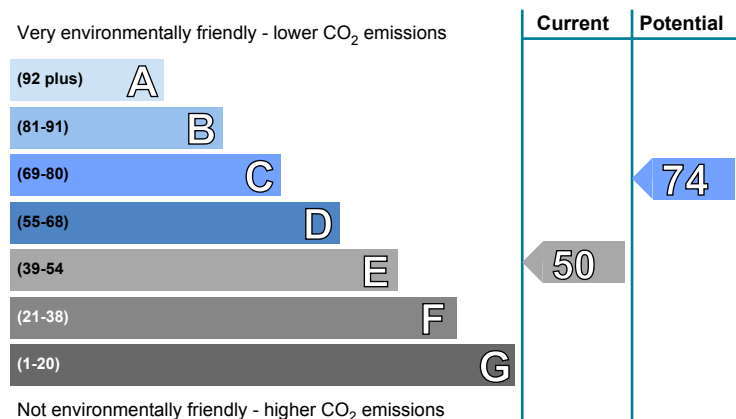 Very environmentally friendly - lower CO₂ emissions
Current
Potential
(92 plus) A
(81-91) B
(69-80) C
74
(55-68) D
(39-54 E
50
(21-38) F
(1-20) G
Not environmentally friendly - higher CO₂ emissions